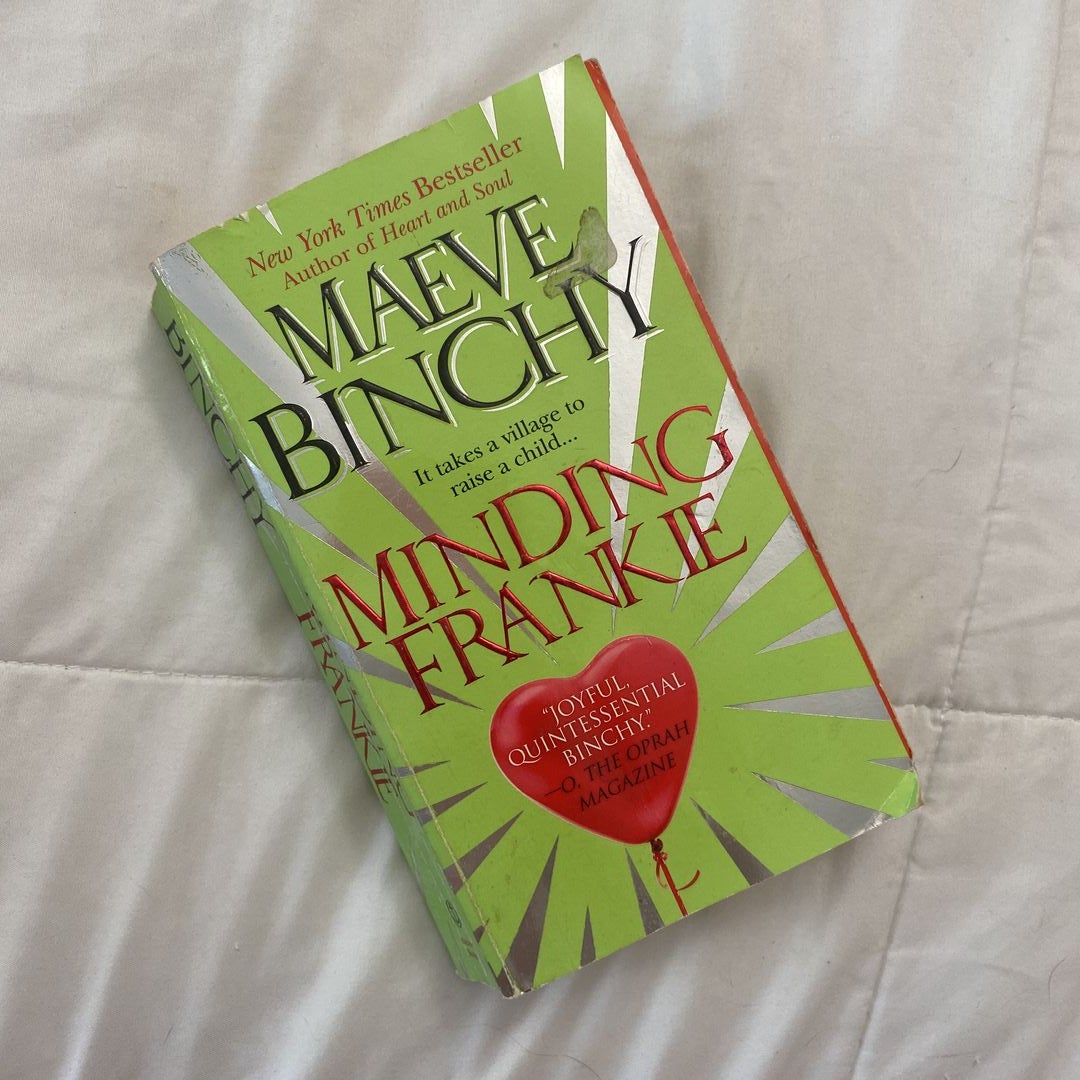 New York Times Bestseller
Author of Heart and Soul
MAEVE
BINCHY
It takes a village to
raise a child...
MINDING
FRANKIE
"JOYFUL,
QUINTESSENTIAL
BINCHY."
—O, THE OPRAH
MAGAZINE
BINCHY
FRANKIE